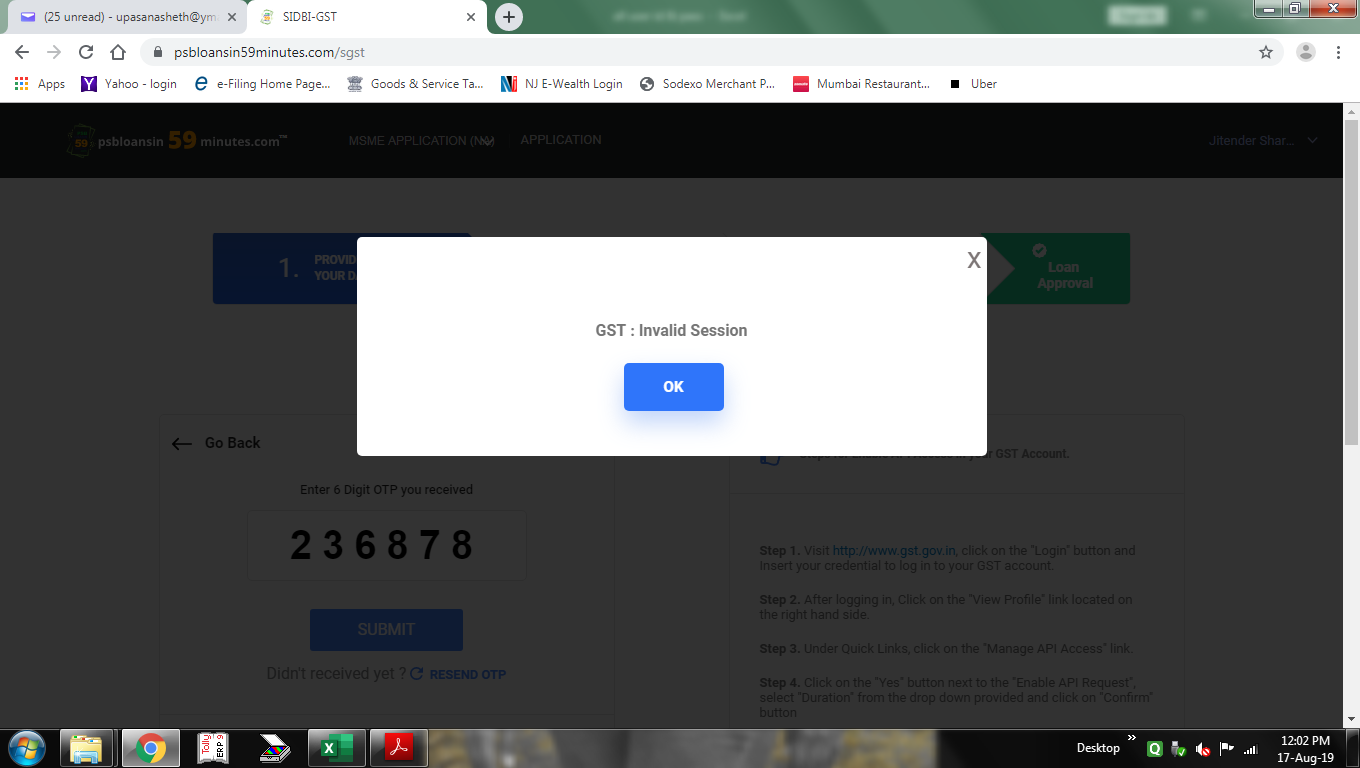 (25 unread) - upasanasheth@yma
SIDBI-GST
psbloansin59minutes.com/sgst
Apps
Yahoo - login
e-Filing Home Page...
Goods & Service Ta...
NJ E-Wealth Login
Sodexo Merchant P...
Mumbai Restaurant...
Uber
psbloansin 59 minutes.com™
MSME APPLICATION
APPLICATION
Jitender Shar...
1.
PROVID
YOUR DA
X
Loan
Approval
GST : Invalid Session
OK
Go Back
in your GST Account.
Enter 6 Digit OTP you received
2 3 6 8 7 8
SUBMIT
Didn't received yet ? RESEND OTP
Step 1. Visit http://www.gst.gov.in, click on the "Login" button and
Insert your credential to log in to your GST account.
Step 2. After logging in, Click on the "View Profile" link located on
the right hand side.
Step 3. Under Quick Links, click on the "Manage API Access" link.
Step 4. Click on the "Yes" button next to the "Enable API Request",
select "Duration" from the drop down provided and click on "Confirm"
button
Tally
ERP 9
Desktop
12:02 PM
17-Aug-19